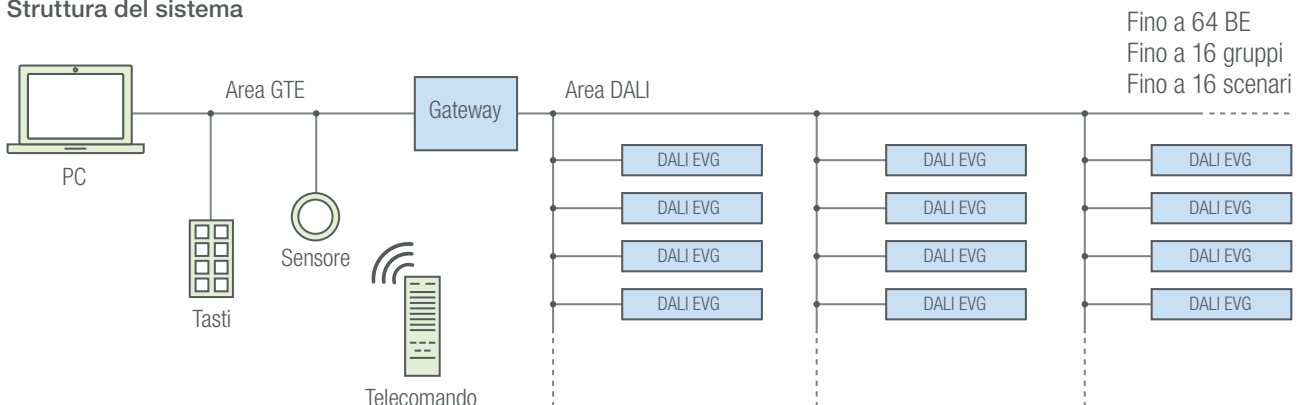 Struttura del sistema
Fino a 64 BE
Fino a 16 gruppi
Fino a 16 scenari
Area GTE
Gateway
Area DALI
PC
DALI EVG
DALI EVG
DALI EVG
DALI EVG
DALI EVG
DALI EVG
DALI EVG
DALI EVG
DALI EVG
DALI EVG
DALI EVG
DALI EVG
Sensore
Tasti
Telecomando